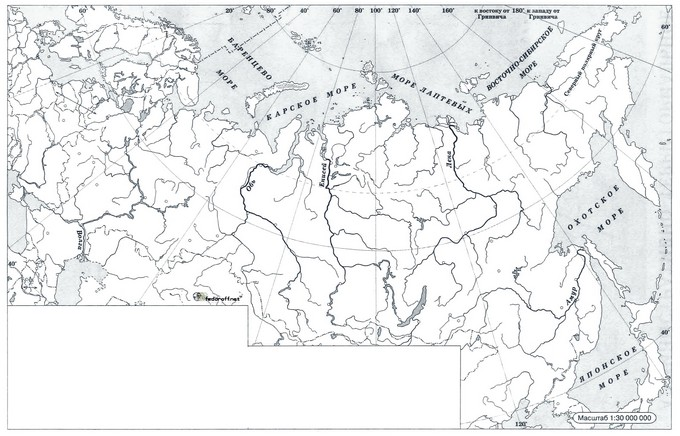 20°
40°
60°
80°
100°
120°
140°
160°
к востоку от 180° к западу от
Гринвича
Гринвича
60°
БАРЕНЦЕВО
МОРЕ
КАРСКОЕ МОРЕ
МОРЕ ЛАПТЕВЫХ
ВОСТОЧНО-СИБИРСКОЕ
МОРЕ
Северный полярный круг
Обь
Енисей
Лена
Волга
Амур
ОХОТСКОЕ
МОРЕ
ЯПОНСКОЕ
МОРЕ
40°
40°
fedoroff.net
120°
Масштаб 1:30 000 000